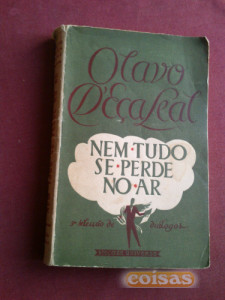 Olavo
D'Eça Leal
NEM·TUDO
SE·PERDE
NO·AR
coisas